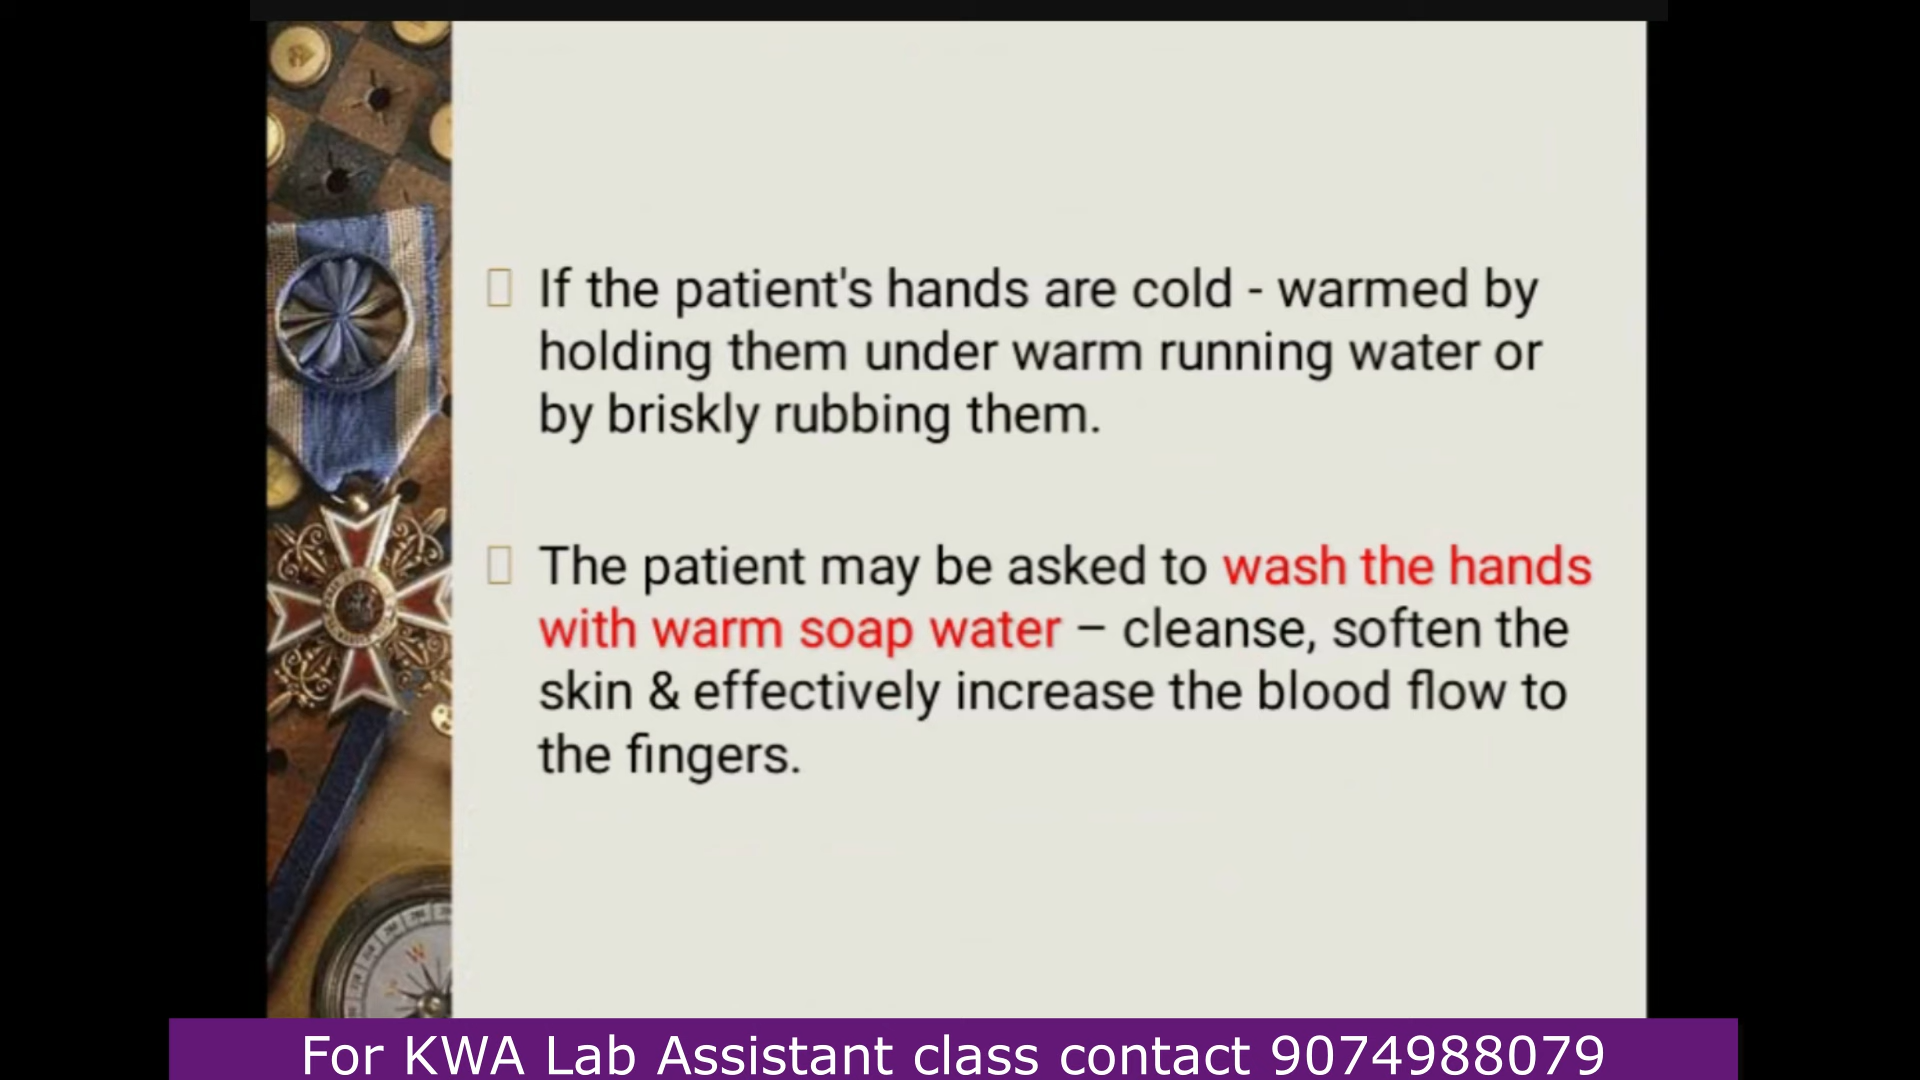 If the patient's hands are cold - warmed by
holding them under warm running water or
by briskly rubbing them.
The patient may be asked to wash the hands
with warm soap water – cleanse, soften the
skin & effectively increase the blood flow to
the fingers.
For KWA Lab Assistant class contact 9074988079